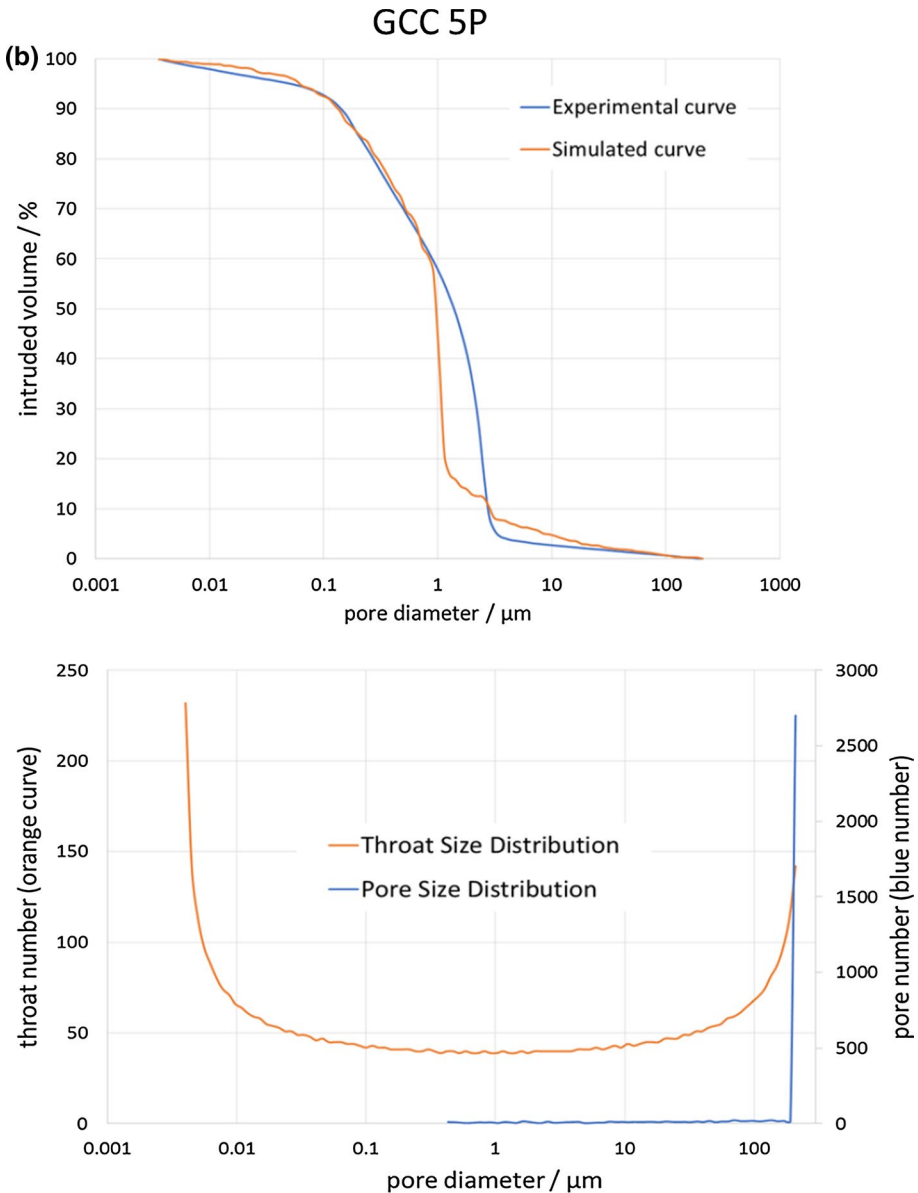 GCC 5P
(b)
100
90
80
70
60
50
40
30
20
10
0
intruded volume / %
Experimental curve
Simulated curve
0.001 0.01 0.1 1 10 100 1000
pore diameter / μm
250
200
150
100
50
0
throat number (orange curve)
Throat Size Distribution
Pore Size Distribution
3000
2500
2000
1500
1000
500
0
pore number (blue number)
0.001 0.01 0.1 1 10 100
pore diameter / μm